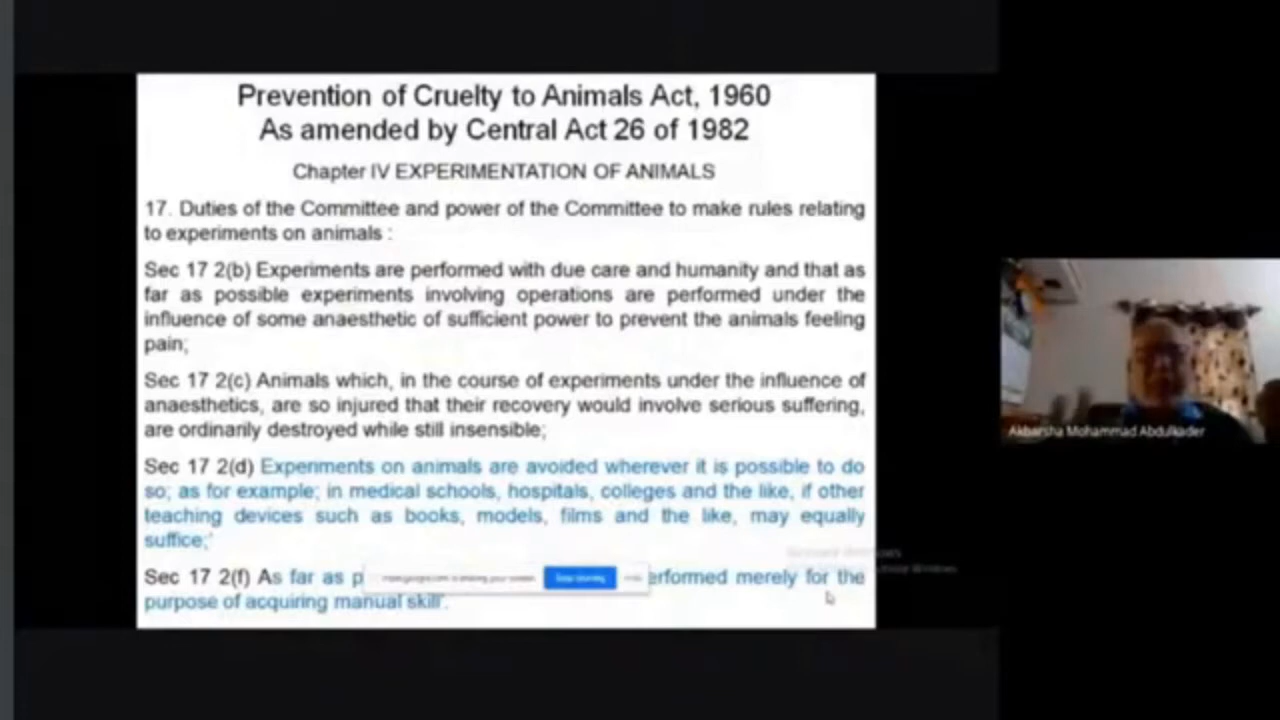 Prevention of Cruelty to Animals Act, 1960
As amended by Central Act 26 of 1982
Chapter IV EXPERIMENTATION OF ANIMALS
17. Duties of the Committee and power of the Committee to make rules relating
to experiments on animals :
Sec 17 2(b) Experiments are performed with due care and humanity and that as
far as possible experiments involving operations are performed under the
influence of some anaesthetic of sufficient power to prevent the animals feeling
pain;
Sec 17 2(c) Animals which, in the course of experiments under the influence of
anaesthetics, are so injured that their recovery would involve serious suffering,
are ordinarily destroyed while still insensible;
Sec 17 2(d) Experiments on animals are avoided wherever it is possible to do
so; as for example; in medical schools, hospitals, colleges and the like, if other
teaching devices such as books, models, films and the like, may equally
suffice;'
Sec 17 2(f) As far as p Stop sharing erformed merely for the
purpose of acquiring manual skill'.
Akbarsha Mohammad Abdulkader